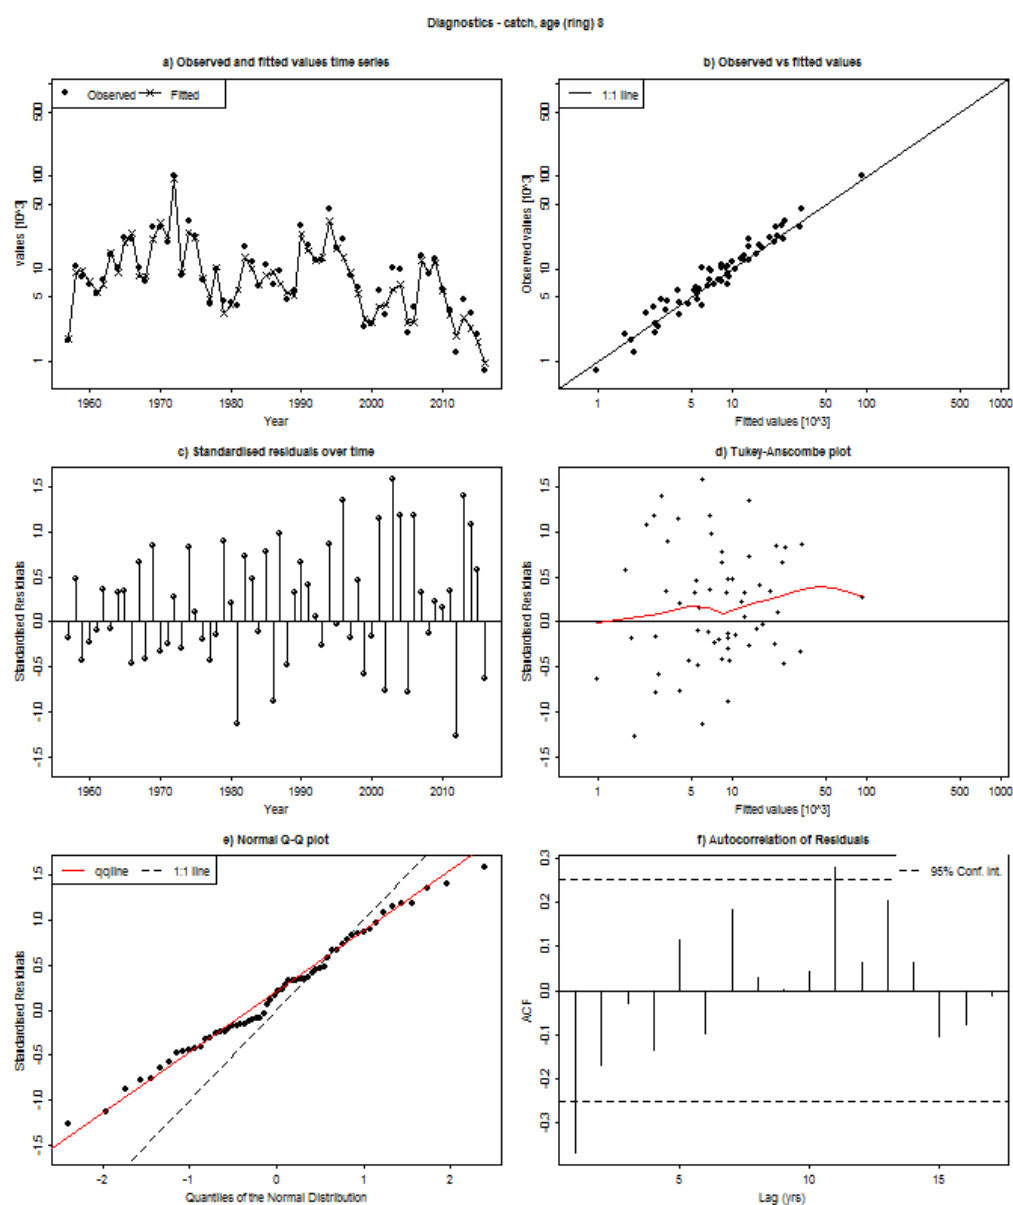 Diagnostics - catch, age (ring) 8
a) Observed and fitted values time series
Observed Fitted
values [10^3]
1 5 10 50 100 500
1960 1970 1980 1990 2000 2010
Year
b) Observed vs fitted values
1:1 line
Observed values [10^3]
1 5 10 50 100 500
1 5 10 50 100 500 1000
Fitted values [10^3]
c) Standardised residuals over time
Standardised Residuals
-1.5 -1.0 -0.5 0.0 0.5 1.0 1.5
1960 1970 1980 1990 2000 2010
Year
d) Tukey-Anscombe plot
Standardised Residuals
-1.5 -1.0 -0.5 0.0 0.5 1.0 1.5
1 5 10 50 100 500 1000
Fitted values [10^3]
e) Normal Q-Q plot
qqline 1:1 line
Standardised Residuals
-1.5 -1.0 -0.5 0.0 0.5 1.0 1.5
-2 -1 0 1 2
Quantiles of the Normal Distribution
f) Autocorrelation of Residuals
95% Conf. Int.
ACF
-0.3 -0.2 -0.1 0.0 0.1 0.2 0.3
5 10 15
Lag (yrs)